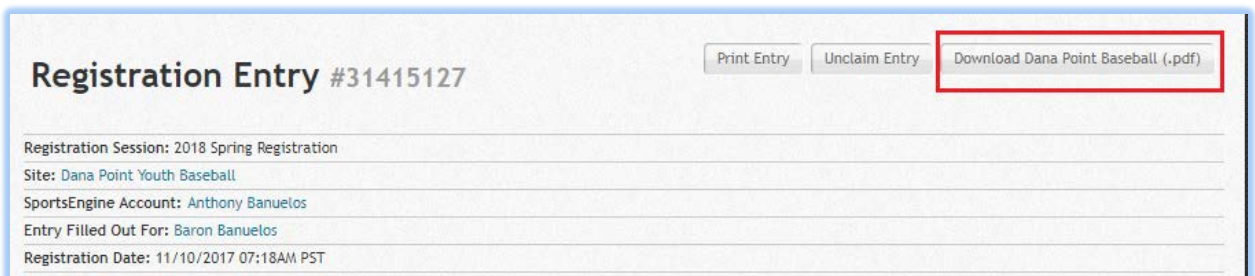 Print Entry Unclaim Entry Download Dana Point Baseball (.pdf)
Registration Entry #31415127
Registration Session: 2018 Spring Registration
Site: Dana Point Youth Baseball
SportsEngine Account: Anthony Banuelos
Entry Filled Out For: Baron Banuelos
Registration Date: 11/10/2017 07:18AM PST